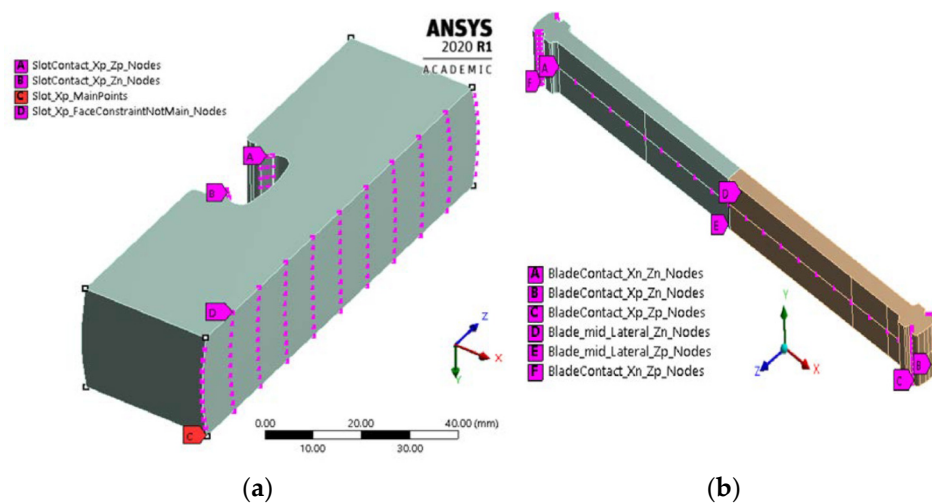 ANSYS
2020 R1
ACADEMIC
A SlotContact_Xp_Zp_Nodes
B SlotContact_Xp_Zn_Nodes
C Slot_Xp_MainPoints
D Slot_Xp_FaceConstraintNotMain_Nodes
A
B
D
C
Z
X
Y
0.00 20.00 40.00 (mm)
10.00 30.00
F
A
D
E
B
C
A BladeContact_Xn_Zn_Nodes
B BladeContact_Xp_Zn_Nodes
C BladeContact_Xp_Zp_Nodes
D Blade_mid_Lateral_Zn_Nodes
E Blade_mid_Lateral_Zp_Nodes
F BladeContact_Xn_Zp_Nodes
Y
Z
X
(a) (b)